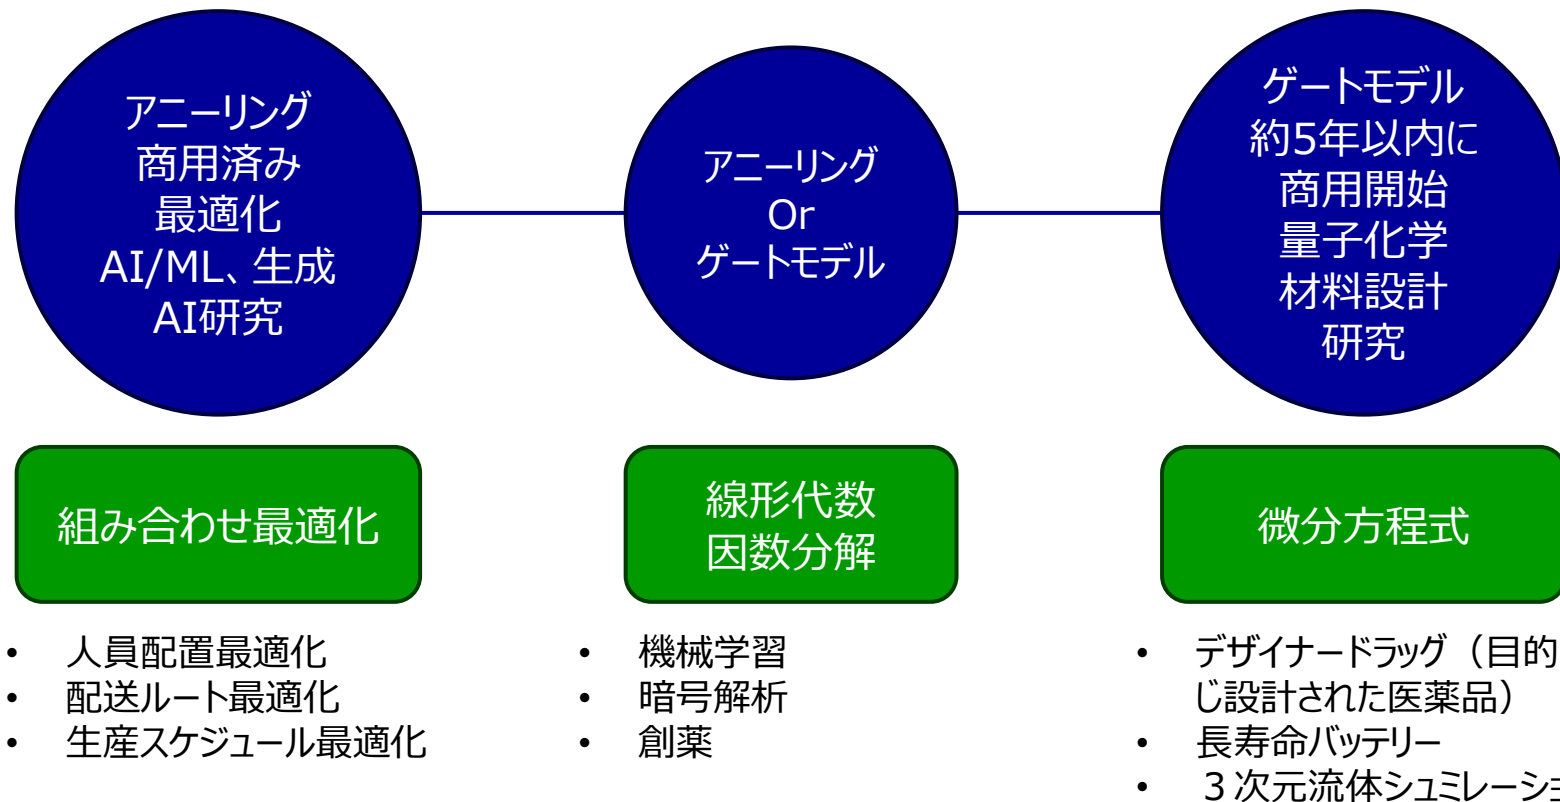 アニーリング
商用済み
最適化
AI/ML、生成
AI研究
アニーリング
Or
ゲートモデル
ゲートモデル
約5年以内に
商用開始
量子化学
材料設計
研究
組み合わせ最適化
線形代数
因数分解
微分方程式
• 人員配置最適化
• 配送ルート最適化
• 生産スケジュール最適化
• 機械学習
• 暗号解析
• 創薬
• デザイナードラッグ（目的
じ設計された医薬品）
• 長寿命バッテリー
• ３次元流体シュミレーショ